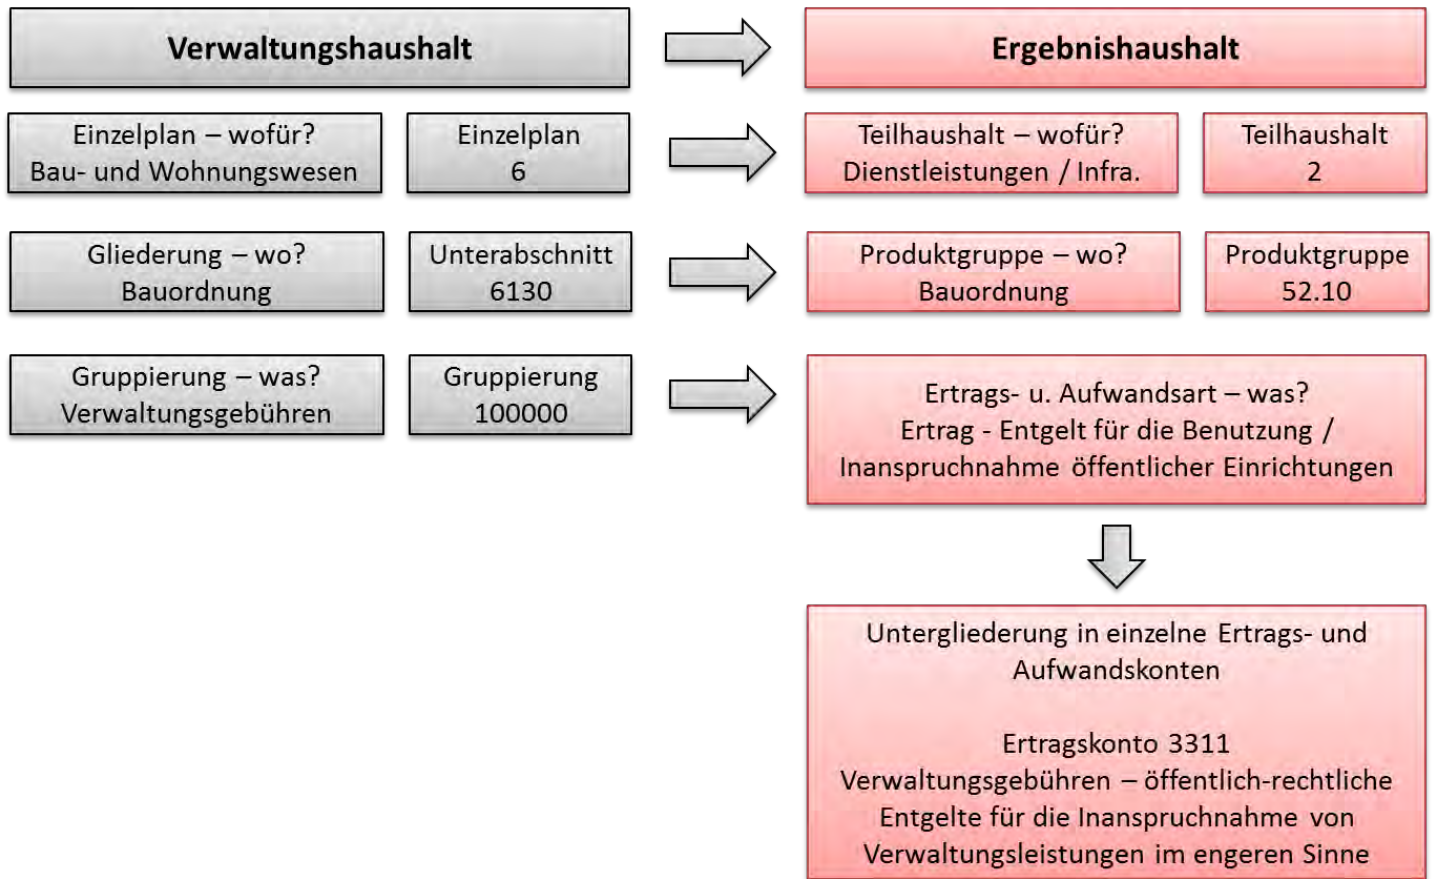 Verwaltungshaushalt
Ergebnishaushalt
Einzelplan – wofür?
Bau- und Wohnungswesen
Einzelplan
6
Teilhaushalt – wofür?
Dienstleistungen / Infra.
Teilhaushalt
2
Gliederung – wo?
Bauordnung
Unterabschnitt
6130
Produktgruppe – wo?
Bauordnung
Produktgruppe
52.10
Gruppierung – was?
Verwaltungsgebühren
Gruppierung
100000
Ertrags- u. Aufwandsart – was?
Ertrag - Entgelt für die Benutzung /
Inanspruchnahme öffentlicher Einrichtungen
Untergliederung in einzelne Ertrags- und
Aufwandskonten
Ertragskonto 3311
Verwaltungsgebühren – öffentlich-rechtliche
Entgelte für die Inanspruchnahme von
Verwaltungsleistungen im engeren Sinne